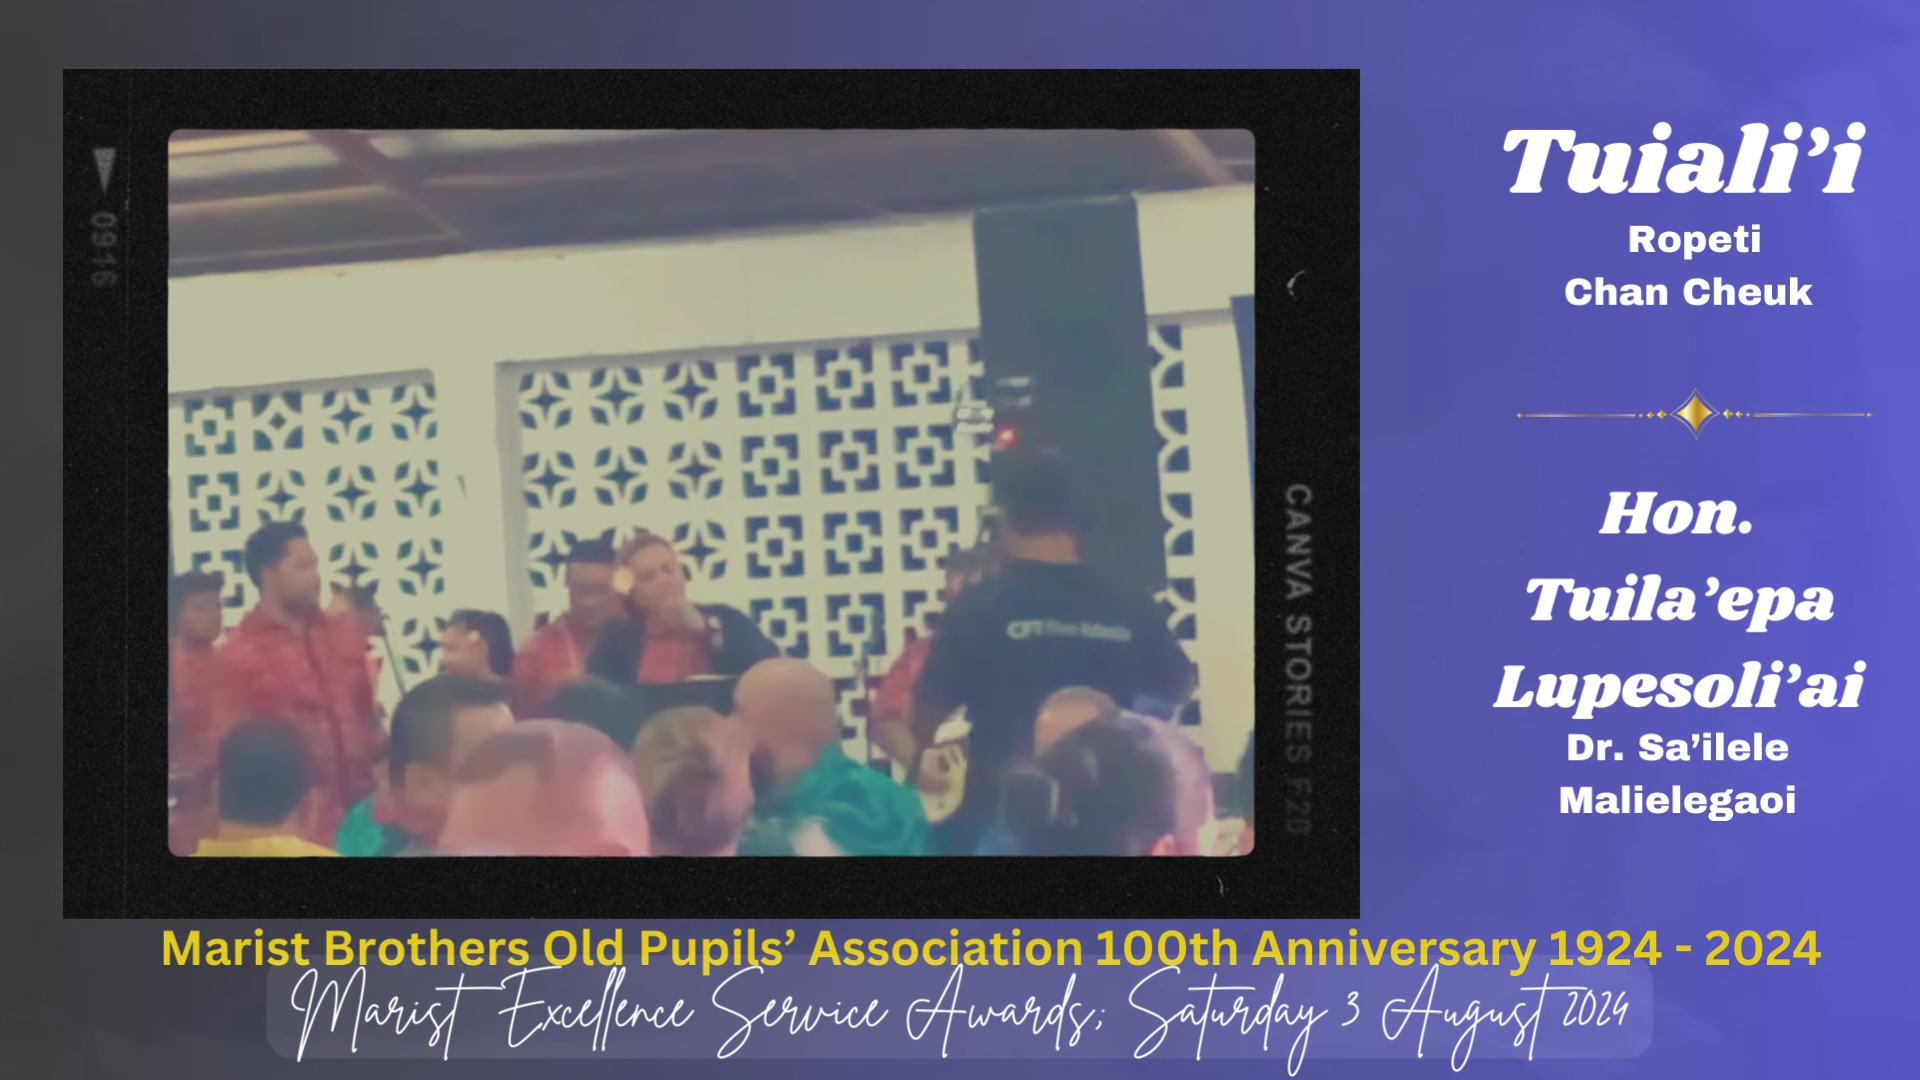 Tuiali’i
Ropeti
Chan Cheuk
Hon.
Tuila’epa
Lupesoli’ai
Dr. Sa’ilele
Malielegaoi
0916
CANVA STORIES F20
CFT
Marist Brothers Old Pupils’ Association 100th Anniversary 1924 - 2024
Marist Excellence Service Awards; Saturday 3 August 2024